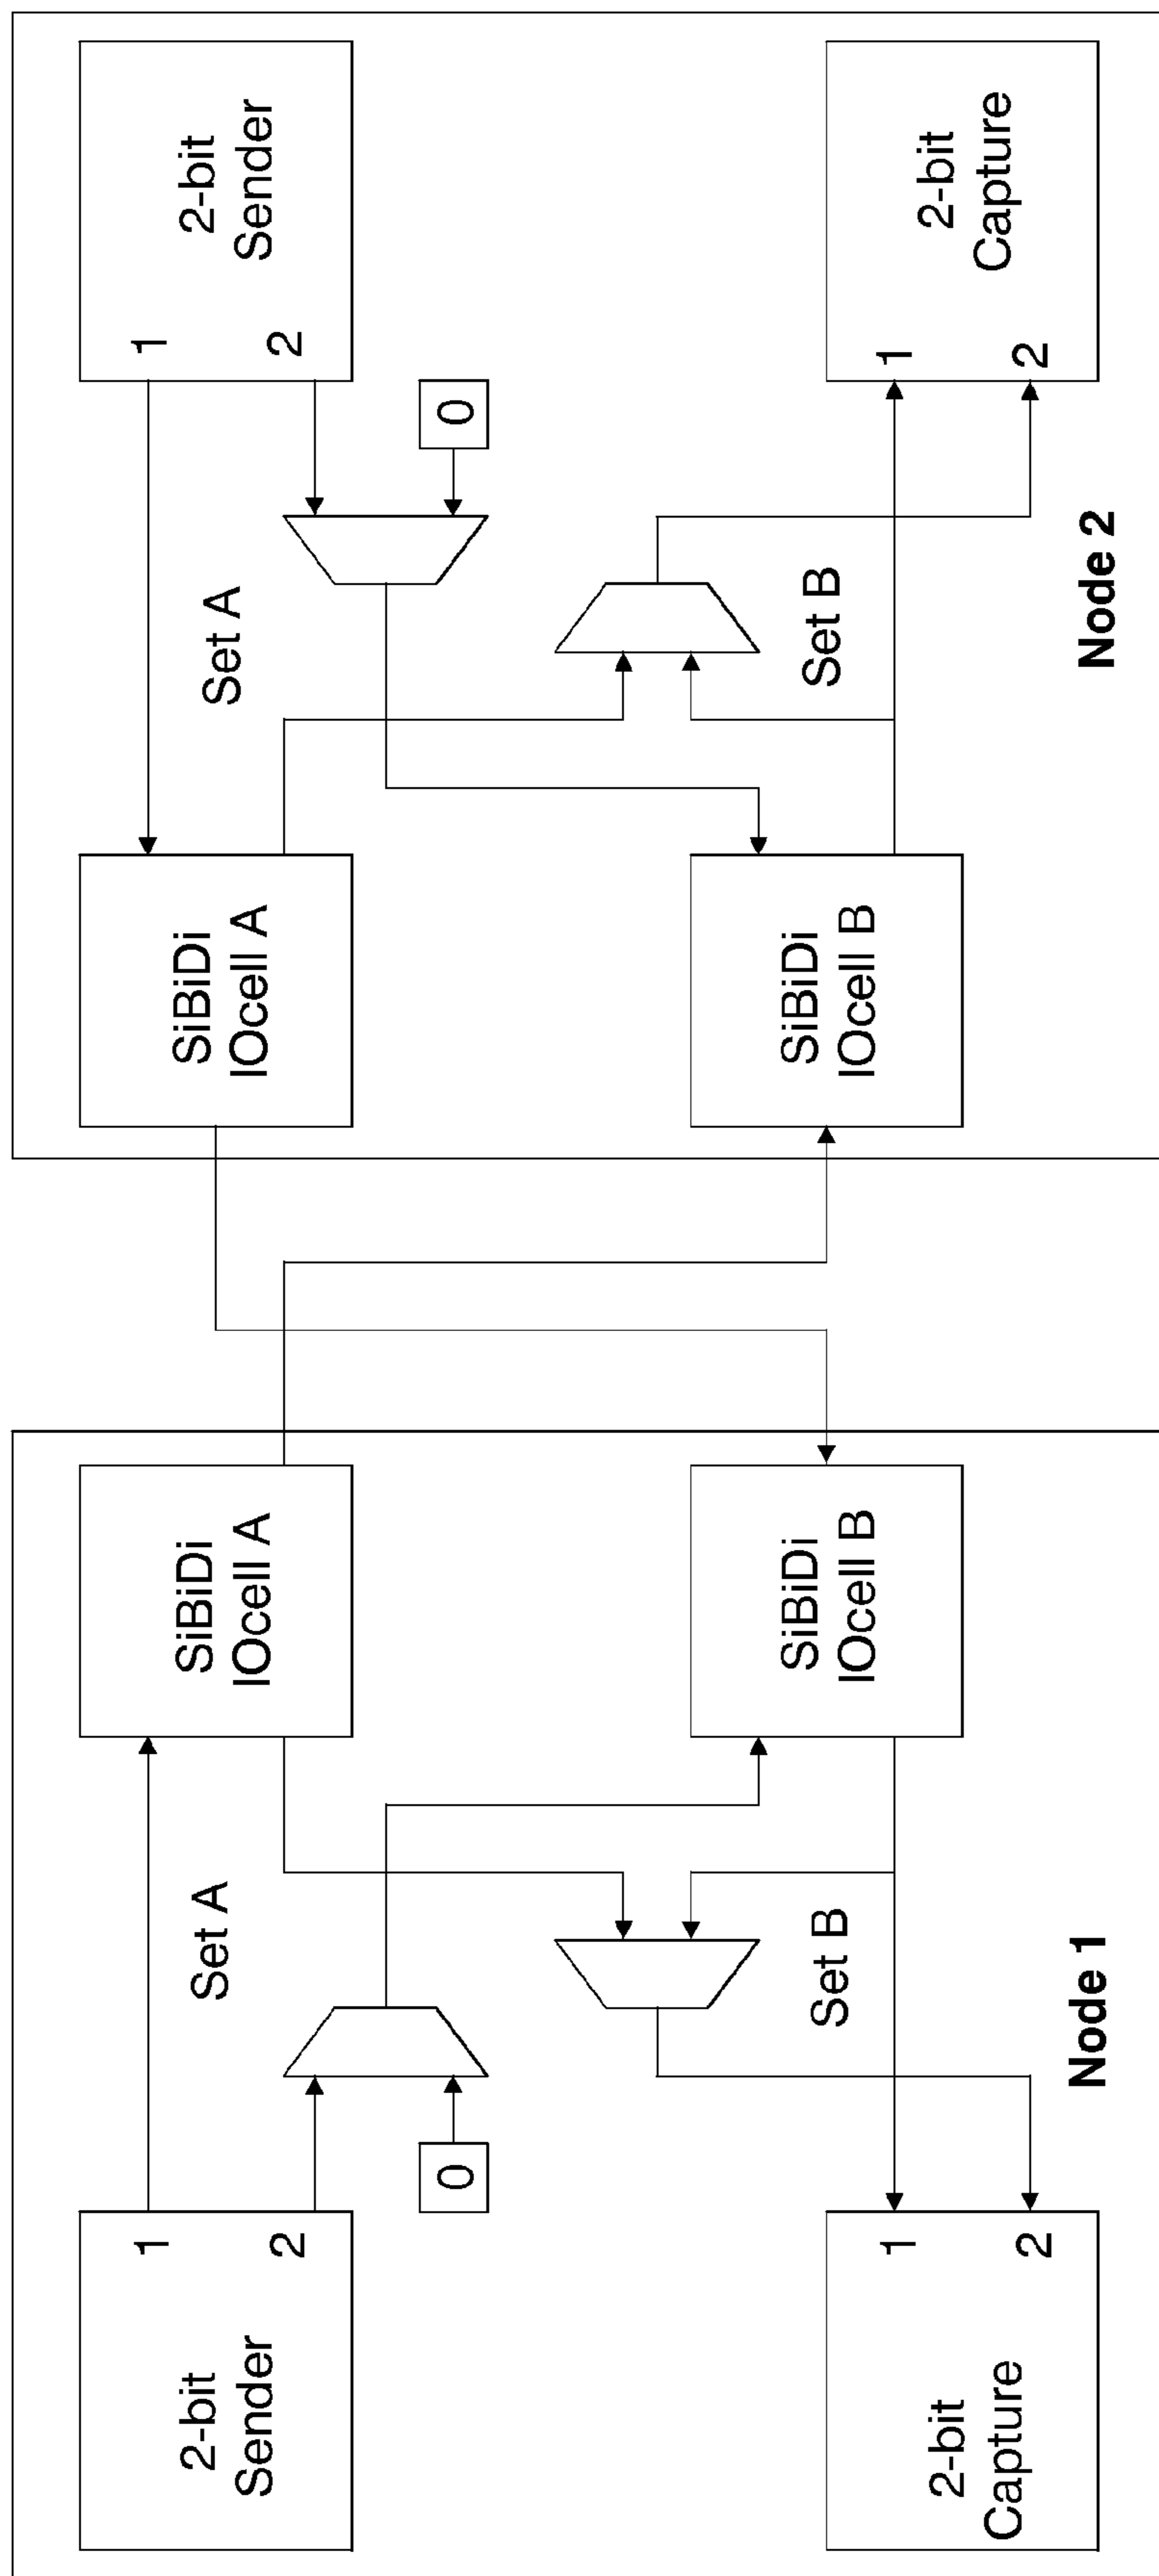 2-bit
Sender
1
2
0
Set A
SiBiDi
IOcell A
SiBiDi
IOcell B
Set B
2-bit
Capture
1
2
Node 1
SiBiDi
IOcell A
SiBiDi
IOcell B
Set A
Set B
2-bit
Sender
1
2
0
2-bit
Capture
1
2
Node 2